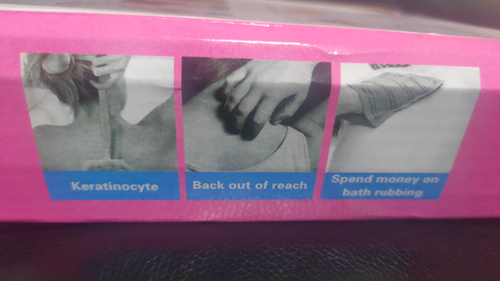 Keratinocyte
Back out of reach
Spend money on
bath rubbing